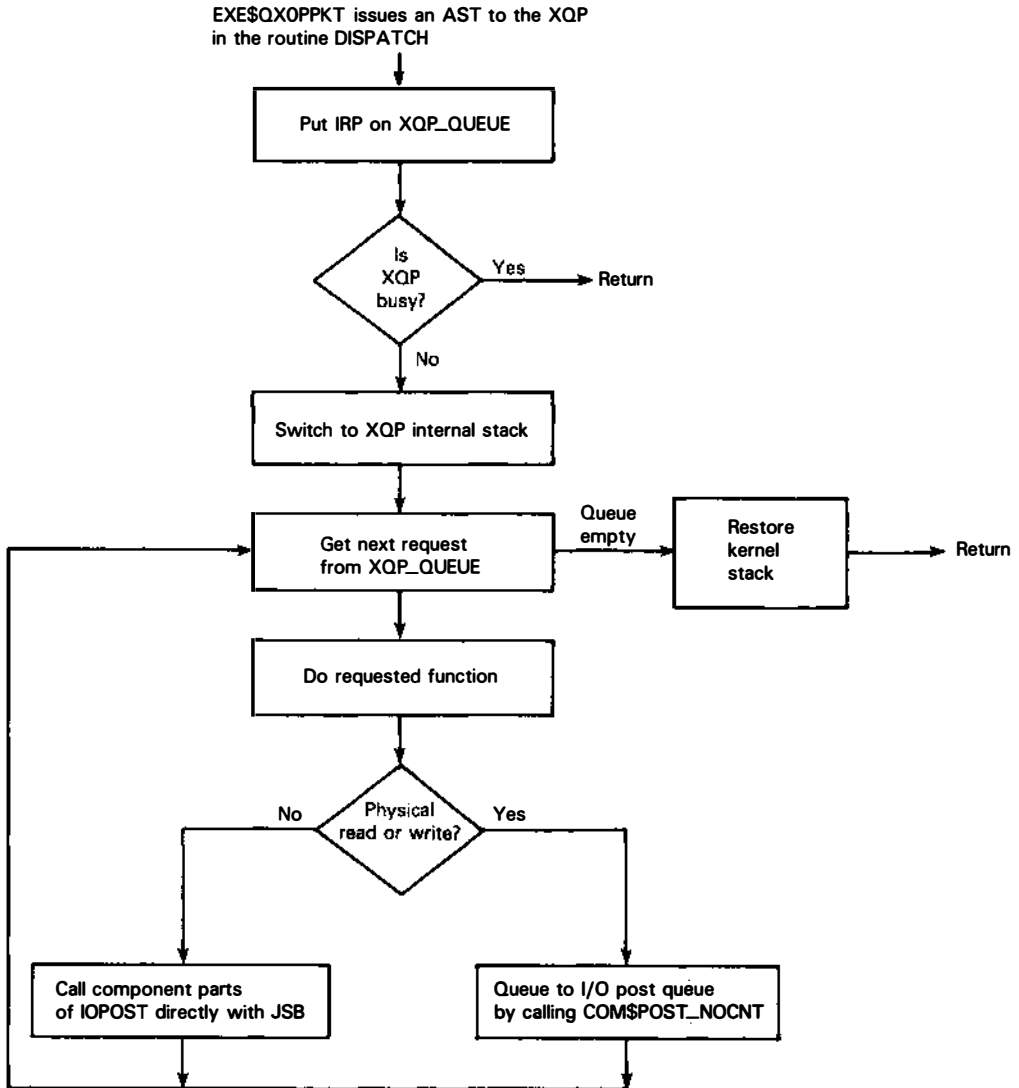 EXE$QXOPPKT issues an AST to the XQP
in the routine DISPATCH
Put IRP on XQP_QUEUE
Is
XQP
busy?
Yes
Return
No
Switch to XQP internal stack
Get next request
from XQP_QUEUE
Queue
empty
Restore
kernel
stack
Return
Do requested function
Physical
read or write?
No
Yes
Call component parts
of IOPOST directly with JSB
Queue to I/O post queue
by calling COM$POST_NOCNT